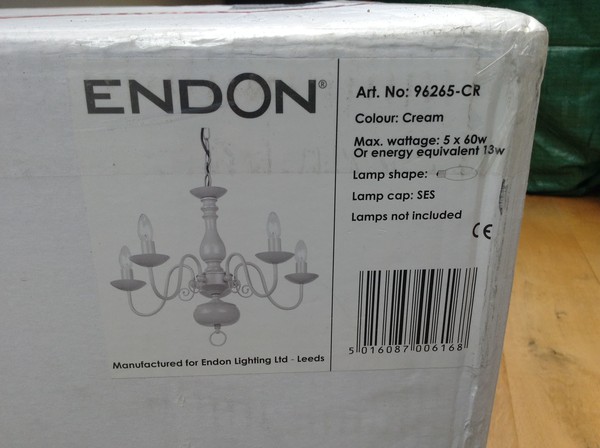 ENDON®
Art. No: 96265-CR
Colour: Cream
Max. wattage: 5 x 60w
Or energy equivalent 13w
Lamp shape:
Lamp cap: SES
Lamps not included
CE
5 016087 006168
Manufactured for Endon Lighting Ltd - Leeds